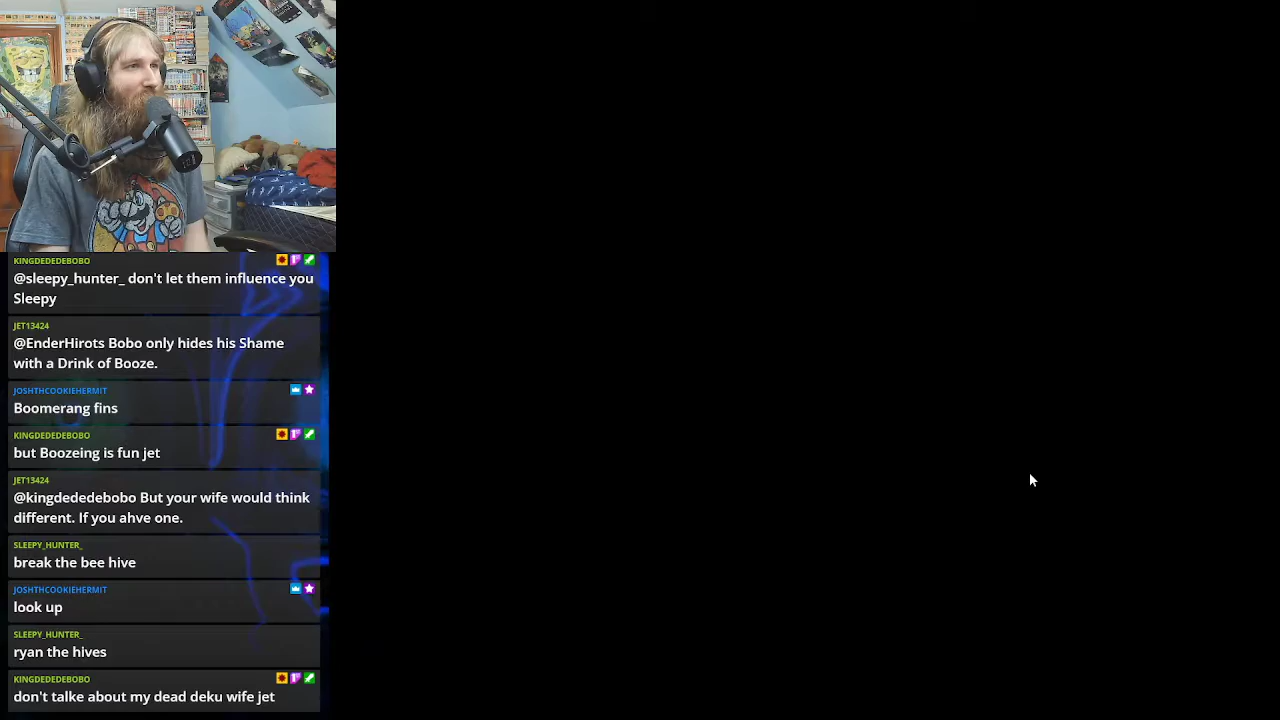 KINGDEDEDEBOBO
@sleepy_hunter_ don't let them influence you
Sleepy
JET13424
@EnderHirots Bobo only hides his Shame
with a Drink of Booze.
JOSHTHCOOKIEHERMIT
Boomerang fins
KINGDEDEDEBOBO
but Boozeing is fun jet
JET13424
@kingdededebobo But your wife would think
different. If you ahve one.
SLEEPY_HUNTER_
break the bee hive
JOSHTHCOOKIEHERMIT
look up
SLEEPY_HUNTER_
ryan the hives
KINGDEDEDEBOBO
don't talke about my dead deku wife jet